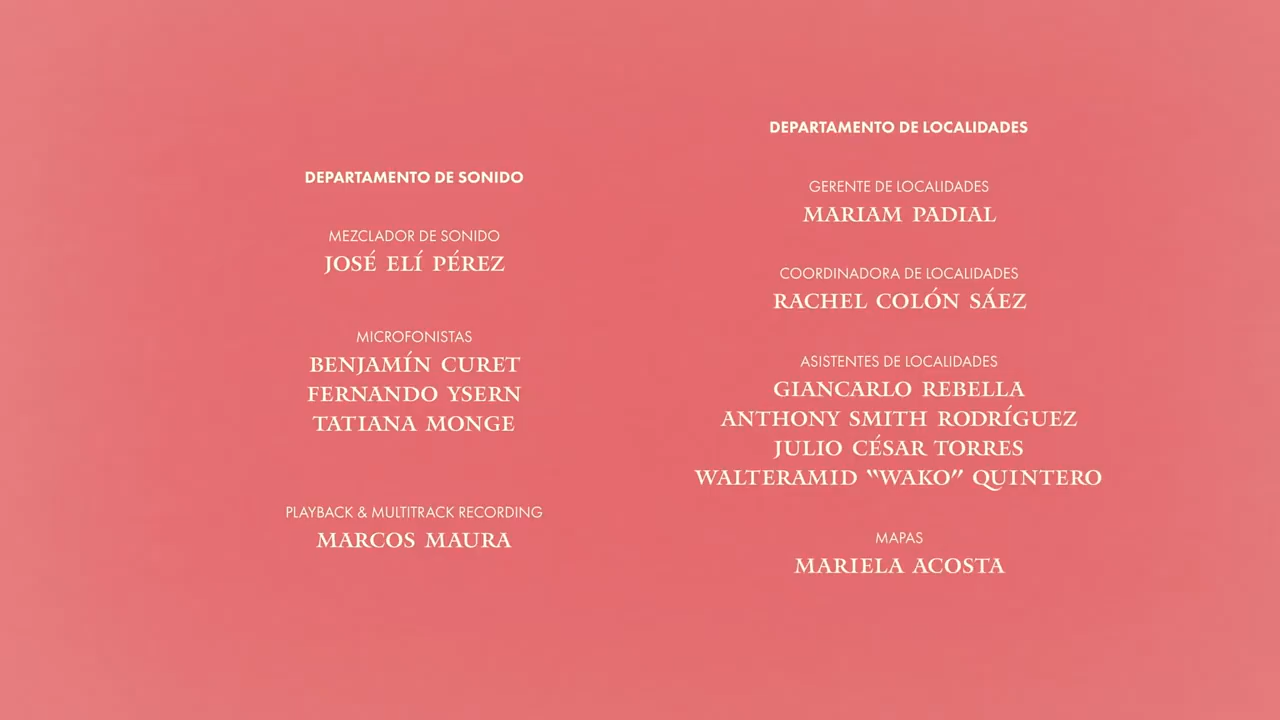 DEPARTAMENTO DE SONIDO
MEZCLADOR DE SONIDO
JOSÉ ELÍ PÉREZ
MICROFONISTAS
BENJAMÍN CURET
FERNANDO YSERN
TATIANA MONGE
PLAYBACK & MULTITRACK RECORDING
MARCOS MAURA
DEPARTAMENTO DE LOCALIDADES
GERENTE DE LOCALIDADES
MARIAM PADIAL
COORDINADORA DE LOCALIDADES
RACHEL COLÓN SÁEZ
ASISTENTES DE LOCALIDADES
GIANCARLO REBELLA
ANTHONY SMITH RODRÍGUEZ
JULIO CÉSAR TORRES
WALTERAMID “WAKO” QUINTERO
MAPAS
MARIELA ACOSTA